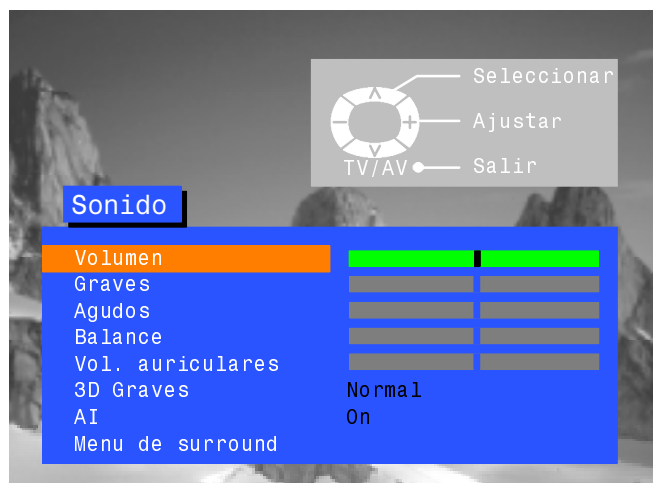 Seleccionar
Ajustar
TV/AV Salir
Sonido
Volumen
Graves
Agudos
Balance
Vol. auriculares
3D Graves Normal
AI On
Menu de surround